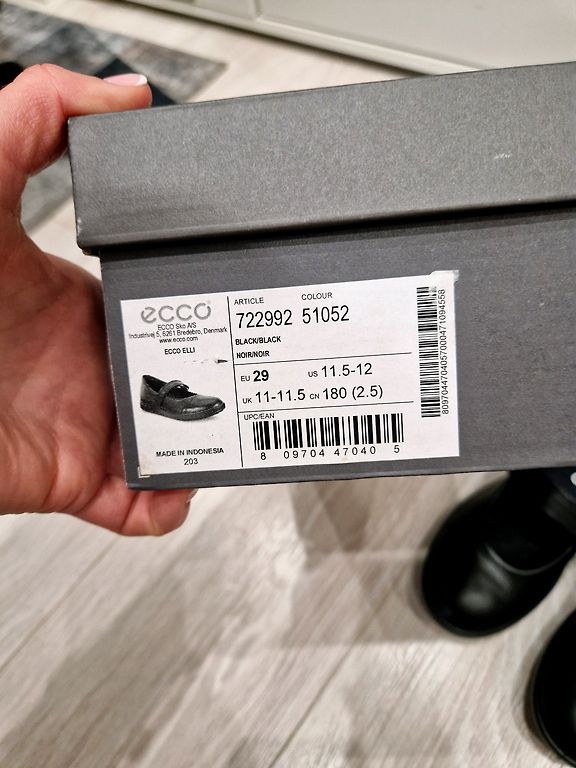 ecco
ECCO Sko A/S
Industrivej 5, 6261 Bredebro, Denmark
www.ecco.com
ECCO ELLI
MADE IN INDONESIA
203
ARTICLE COLOUR
722992 51052
BLACK/BLACK
NOIR/NOIR
EU 29 US 11.5-12
UK 11-11.5 CN 180 (2.5)
UPC/EAN
8 09704 47040 5
809704470405700047109455​8